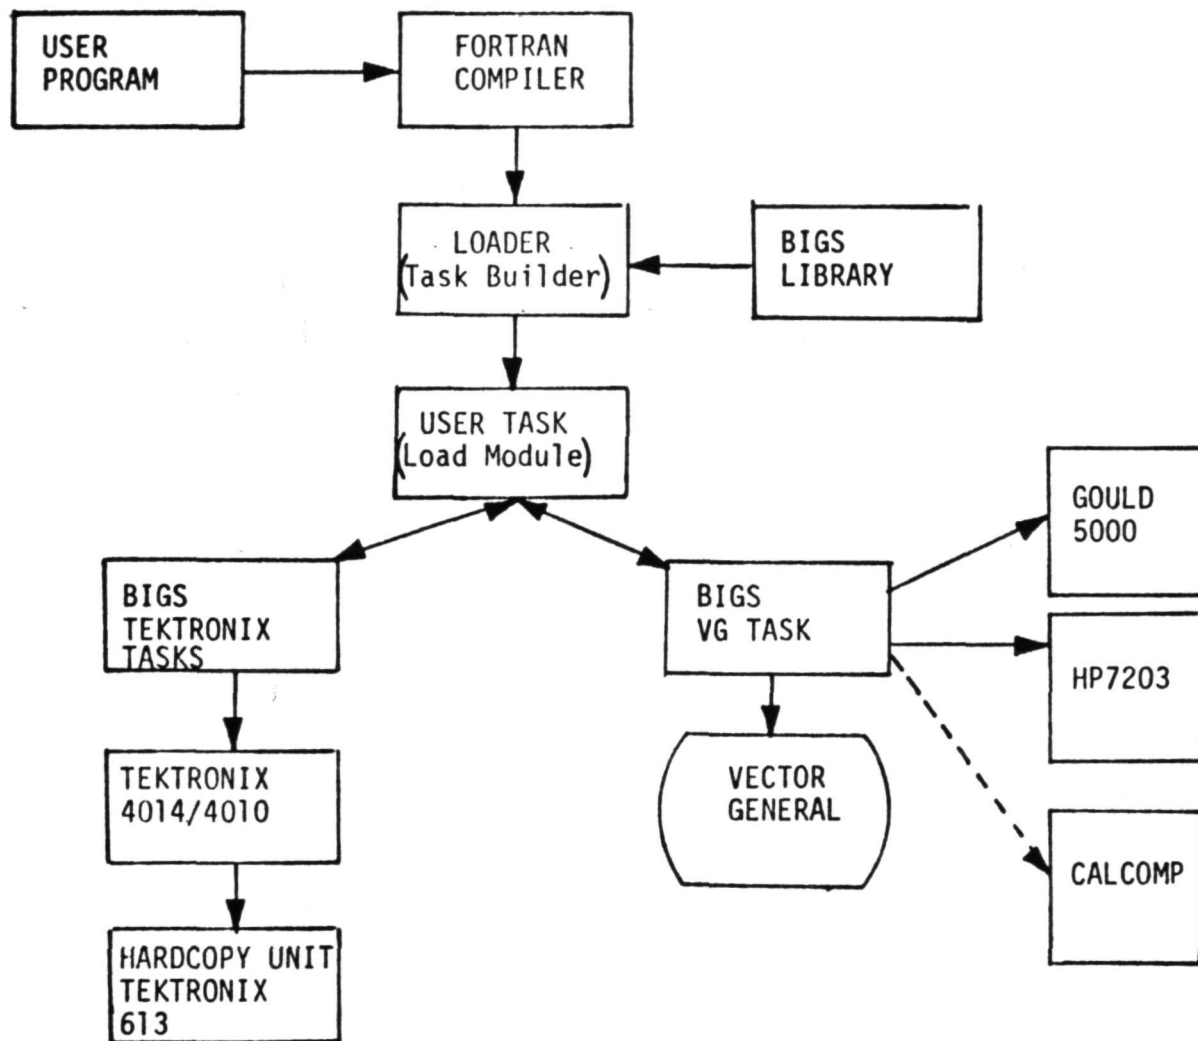 USER
PROGRAM
FORTRAN
COMPILER
LOADER
(Task Builder)
BIGS
LIBRARY
USER TASK
(Load Module)
BIGS
TEKTRONIX
TASKS
BIGS
VG TASK
GOULD
5000
HP7203
CALCOMP
TEKTRONIX
4014/4010
VECTOR
GENERAL
HARDCOPY UNIT
TEKTRONIX
613